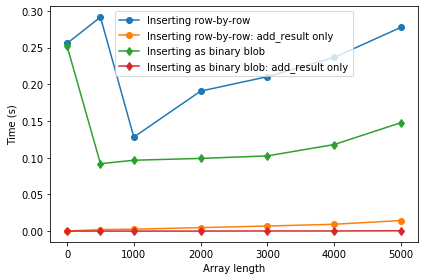 0.30
0.25
0.20
0.15
0.10
0.05
0.00
Time (s)
Inserting row-by-row
Inserting row-by-row: add_result only
Inserting as binary blob
Inserting as binary blob: add_result only
0 1000 2000 3000 4000 5000
Array length